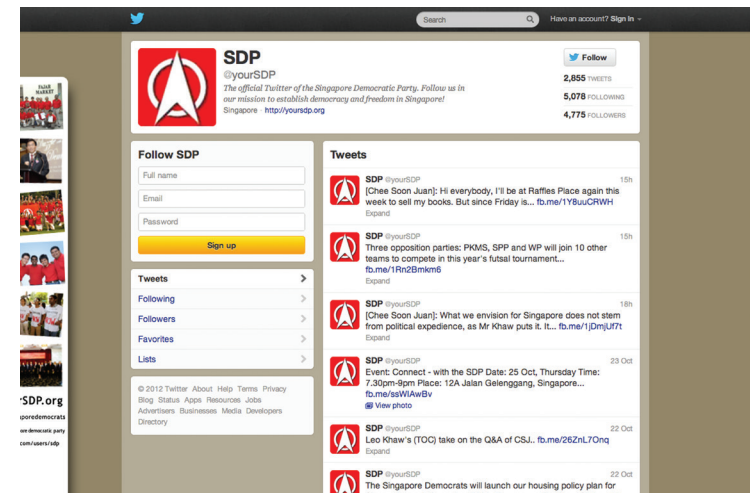 Search
Have an account? Sign in
SDP
@yourSDP
The official Twitter of the Singapore Democratic Party. Follow us in
our mission to establish democracy and freedom in Singapore!
Singapore · http://yoursdp.org
Follow
2,855 TWEETS
5,078 FOLLOWING
4,775 FOLLOWERS
FAJAR
MARKET
Follow SDP
Full name
Email
Password
Sign up
Tweets
Following
Followers
Favorites
Lists
© 2012 Twitter About Help Terms Privacy
Blog Status Apps Resources Jobs
Advertisers Businesses Media Developers
Directory
Tweets
SDP @yourSDP 15h
[Chee Soon Juan]: Hi everybody, I'll be at Raffles Place again this
week to sell my books. But since Friday is... fb.me/1Y8uuCRWH
Expand
SDP @yourSDP 15h
Three opposition parties: PKMS, SPP and WP will join 10 other
teams to compete in this year's futsal tournament...
fb.me/1Rn2Bmkm6
Expand
SDP @yourSDP 18h
[Chee Soon Juan]: What we envision for Singapore does not stem
from political expedience, as Mr Khaw puts it... fb.me/1jDmjUf7t
Expand
SDP @yourSDP 23 Oct
Event: Connect - with the SDP Date: 25 Oct, Thursday Time:
7.30pm-9pm Place: 12A Jalan Gelenggang, Singapore...
fb.me/ssWIAwBv
View photo
SDP @yourSDP 22 Oct
Leo Khaw's (TOC) take on the Q&A of CSJ.. fb.me/26ZnL7Onq
Expand
SDP @yourSDP 22 Oct
The Singapore Democrats will launch our housing policy plan for
rSDP.org
poredemocrats
ore democratic party
com/users/sdp